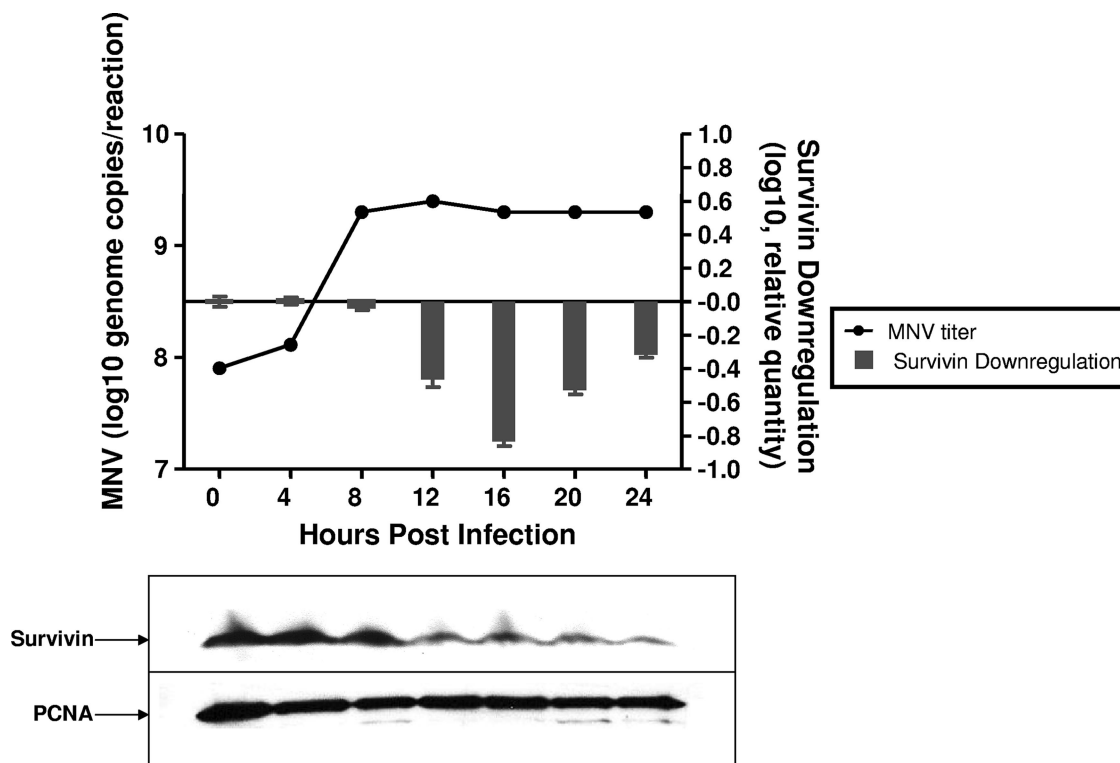 MNV (log10 genome copies/reaction)
10
9
8
7
1.0
0.8
0.6
0.4
0.2
-0.0
-0.2
-0.4
-0.6
-0.8
-1.0
Survivin Downregulation
(log10, relative quantity)
0 4 8 12 16 20 24
Hours Post Infection
MNV titer
Survivin Downregulation
Survivin
PCNA